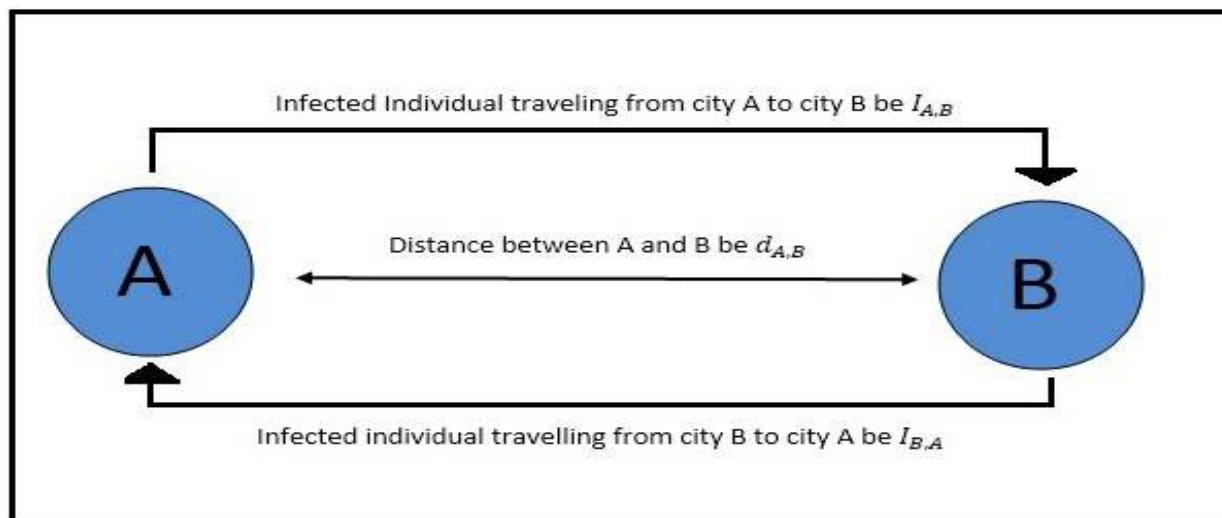 Infected Individual traveling from city A to city B be $I_{A,B}$
A
Distance between A and B be $d_{A,B}$
B
Infected individual travelling from city B to city A be $I_{B,A}$